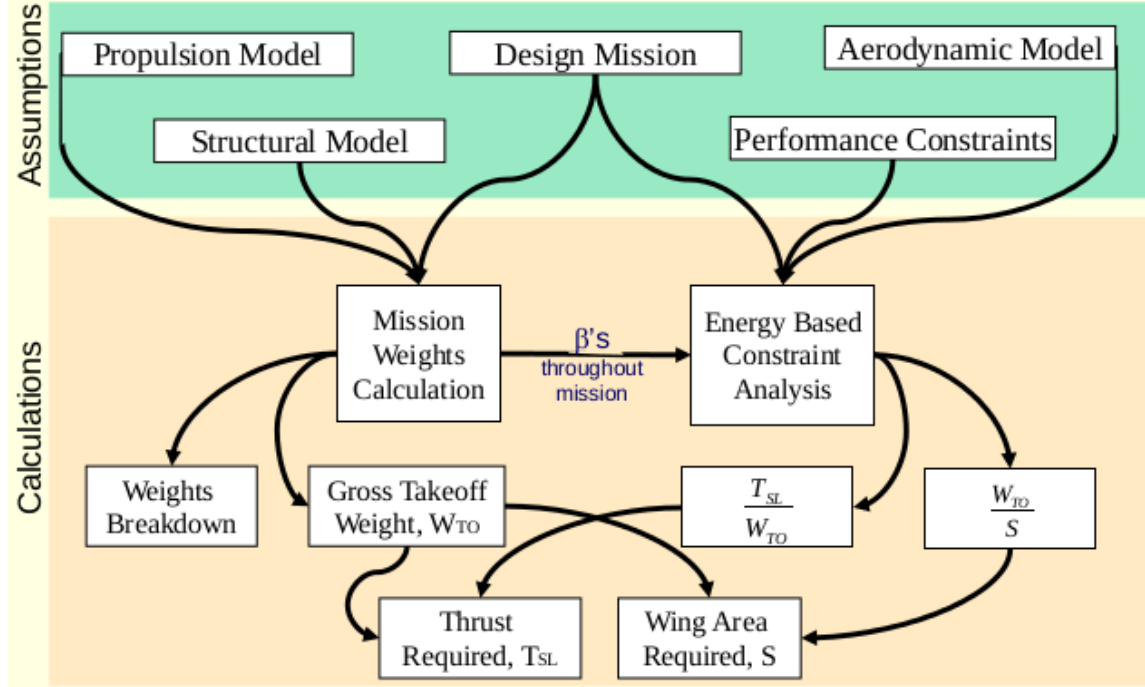 Assumptions
Propulsion Model
Design Mission
Aerodynamic Model
Structural Model
Performance Constraints
Calculations
Mission
Weights
Calculation
β's
throughout
mission
Energy Based
Constraint
Analysis
Weights
Breakdown
Gross Takeoff
Weight, WTO
TSL
WTO
WTO
S
Thrust
Required, TSL
Wing Area
Required, S